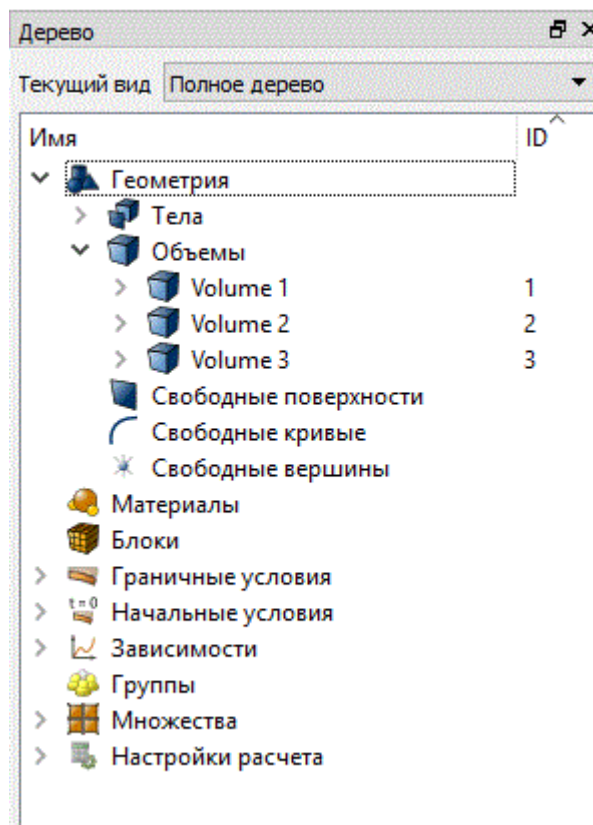 Дерево
Текущий вид Полное дерево
Имя ID
Геометрия
Тела
Объемы
Volume 1 1
Volume 2 2
Volume 3 3
Свободные поверхности
Свободные кривые
Свободные вершины
Материалы
Блоки
Граничные условия
t = 0
Начальные условия
Зависимости
Группы
Множества
Настройки расчета